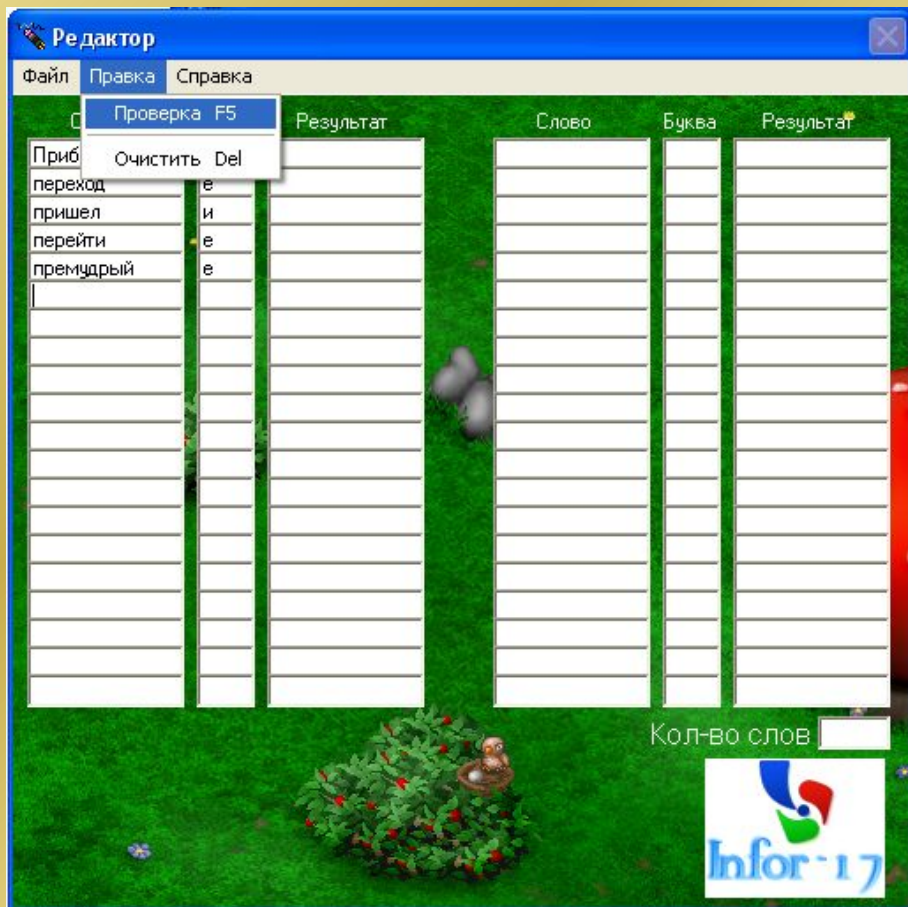 Редактор
Файл Правка Справка
Проверка F5
Результат Слово Буква Результат
Очистить Del
переход е
пришел и
перейти е
премудрый е
Кол-во слов
Infor-17